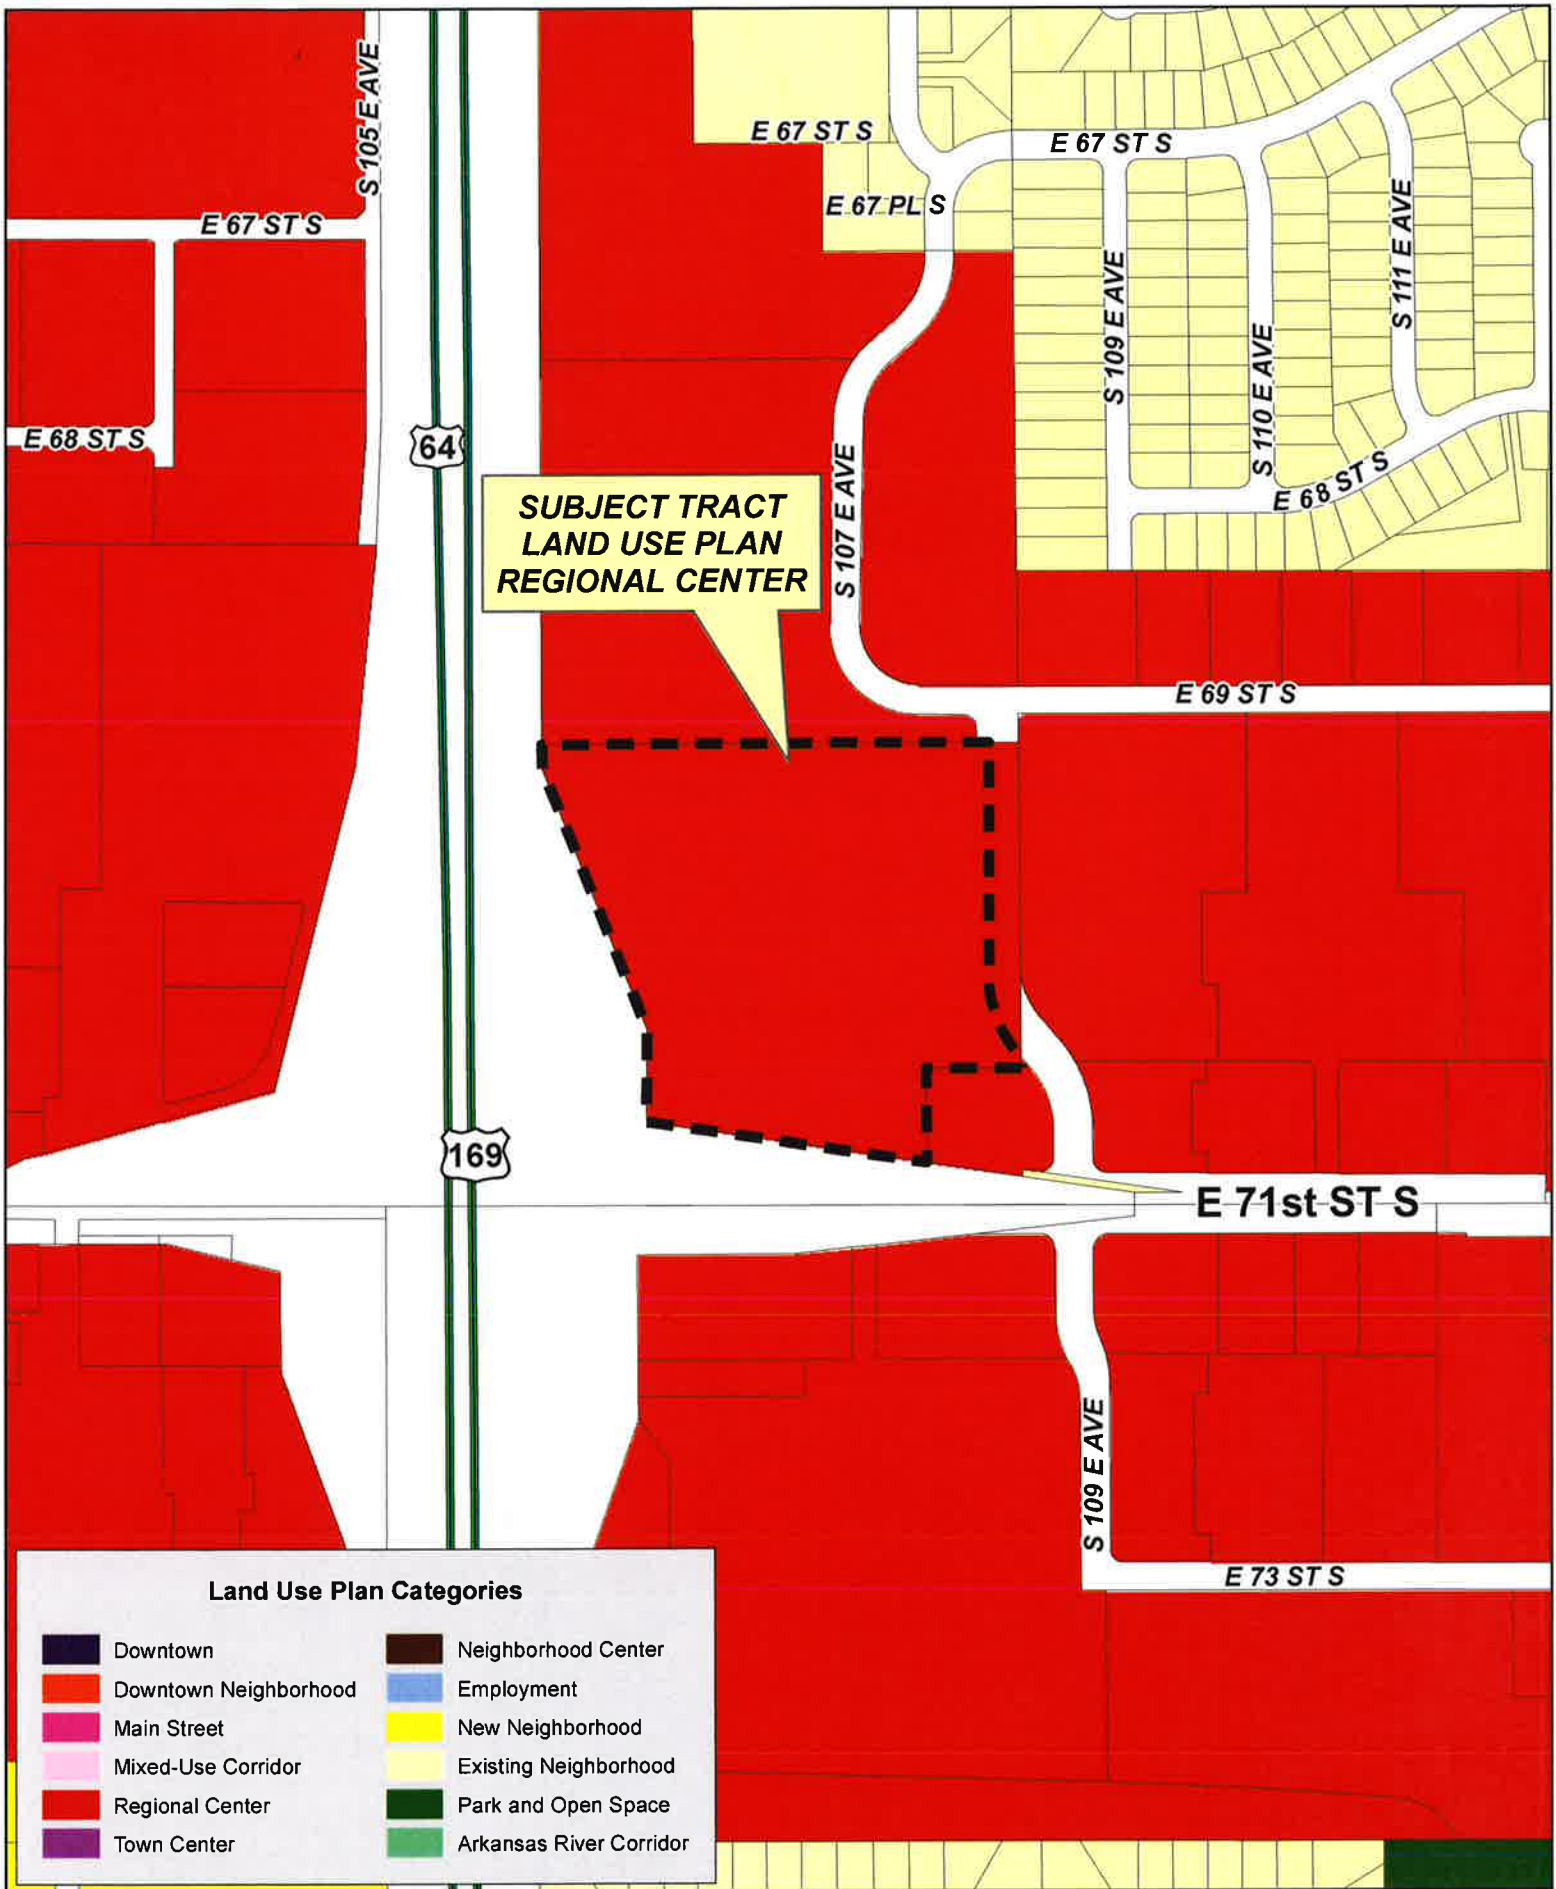 S 105 E AVE
E 67 ST S
E 67 ST S
E 67 PL S
E 67 ST S
S 109 E AVE
S 110 E AVE
S 111 E AVE
E 68 ST S
E 68 ST S
64
SUBJECT TRACT
LAND USE PLAN
REGIONAL CENTER
S 107 E AVE
E 69 ST S
169
E 71st ST S
S 109 E AVE
E 73 ST S
Land Use Plan Categories
Downtown
Downtown Neighborhood
Main Street
Mixed-Use Corridor
Regional Center
Town Center
Neighborhood Center
Employment
New Neighborhood
Existing Neighborhood
Park and Open Space
Arkansas River Corridor